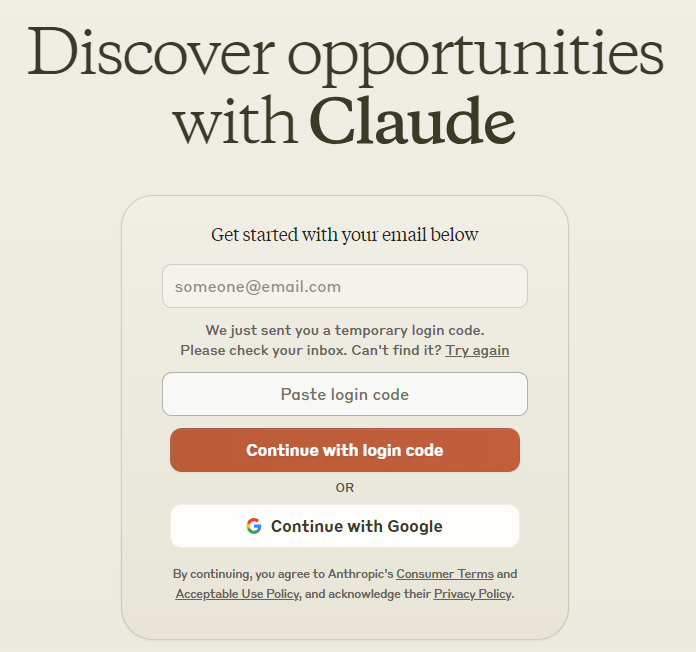 Discover opportunities
with Claude
Get started with your email below
someone@email.com
We just sent you a temporary login code.
Please check your inbox. Can't find it? Try again
Paste login code
Continue with login code
OR
Continue with Google
By continuing, you agree to Anthropic's Consumer Terms and
Acceptable Use Policy, and acknowledge their Privacy Policy.